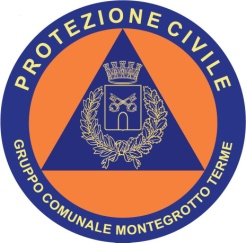 PROTEZIONE CIVILE
GRUPPO COMUNALE MONTEGROTTO TERME